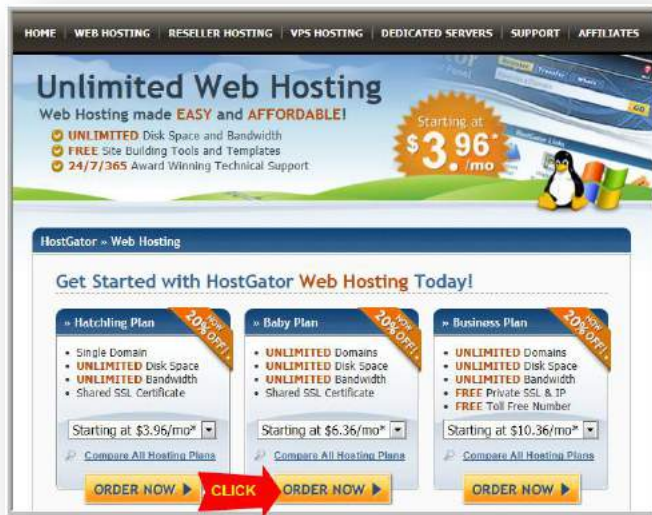 HOME WEB HOSTING RESELLER HOSTING VPS HOSTING DEDICATED SERVERS SUPPORT AFFILIATES
Unlimited Web Hosting
Web Hosting made EASY and AFFORDABLE!
UNLIMITED Disk Space and Bandwidth
FREE Site Building Tools and Templates
24/7/365 Award Winning Technical Support
Starting at
$3.96*
/mo
Transfer
GO
HostGator Links
HostGator » Web Hosting
Get Started with HostGator Web Hosting Today!
» Hatchling Plan
NOW
20% OFF!
• Single Domain
• UNLIMITED Disk Space
• UNLIMITED Bandwidth
• Shared SSL Certificate
Starting at $3.96/mo*
Compare All Hosting Plans
ORDER NOW
» Baby Plan
NOW
20% OFF!
• UNLIMITED Domains
• UNLIMITED Disk Space
• UNLIMITED Bandwidth
• Shared SSL Certificate
Starting at $6.36/mo*
Compare All Hosting Plans
CLICK
ORDER NOW
» Business Plan
NOW
20% OFF!
• UNLIMITED Domains
• UNLIMITED Disk Space
• UNLIMITED Bandwidth
• FREE Private SSL & IP
• FREE Toll Free Number
Starting at $10.36/mo*
Compare All Hosting Plans
ORDER NOW